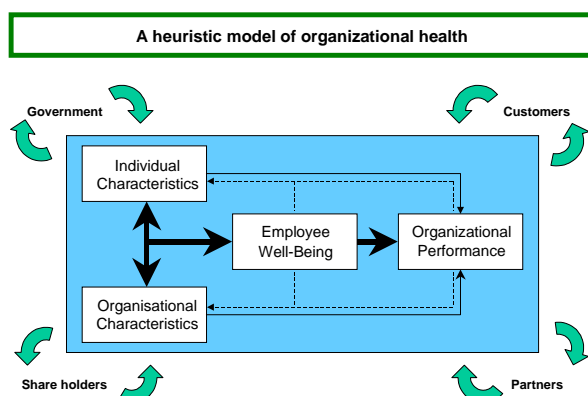 A heuristic model of organizational health
Government
Customers
Individual
Characteristics
Employee
Well-Being
Organizational
Performance
Organisational
Characteristics
Share holders
Partners